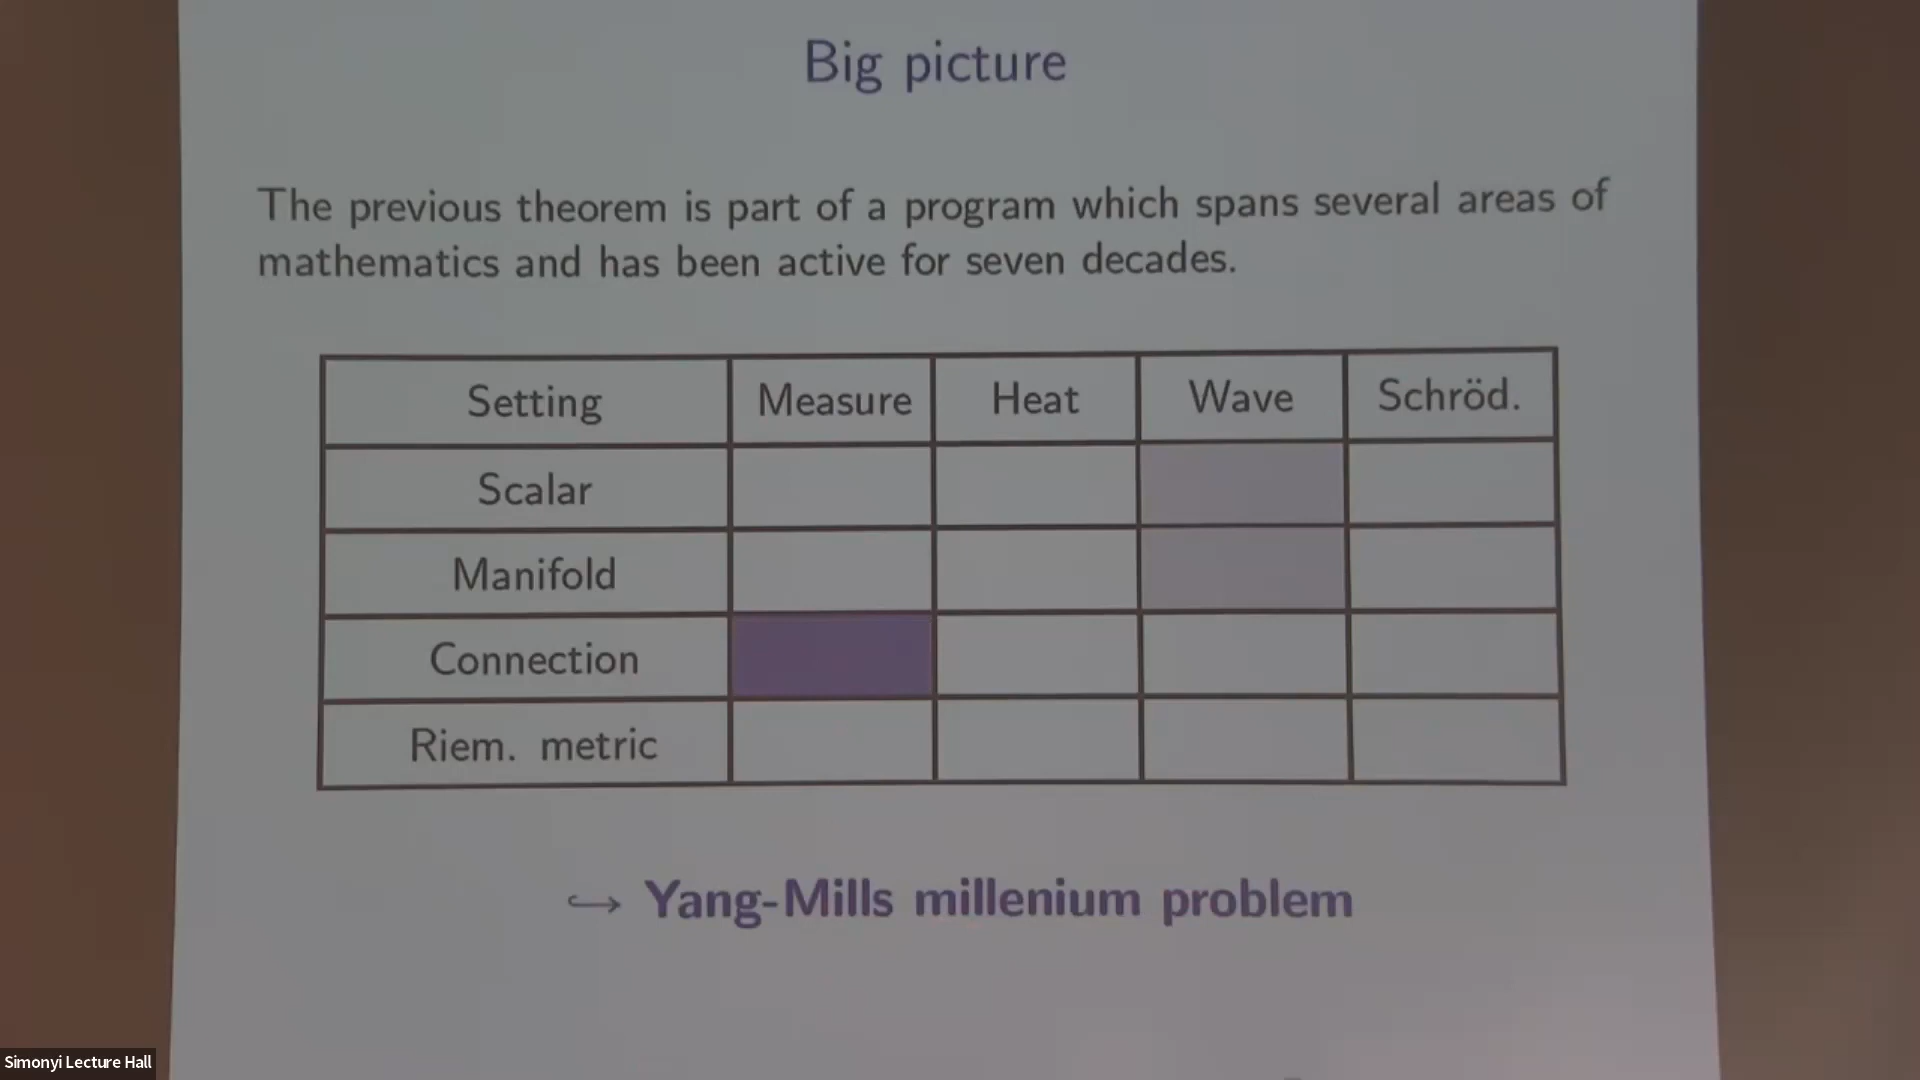 Big picture
The previous theorem is part of a program which spans several areas of
mathematics and has been active for seven decades.
Setting Measure Heat Wave Schröd.
Scalar
Manifold
Connection
Riem. metric
↪ Yang-Mills millenium problem
Simonyi Lecture Hall